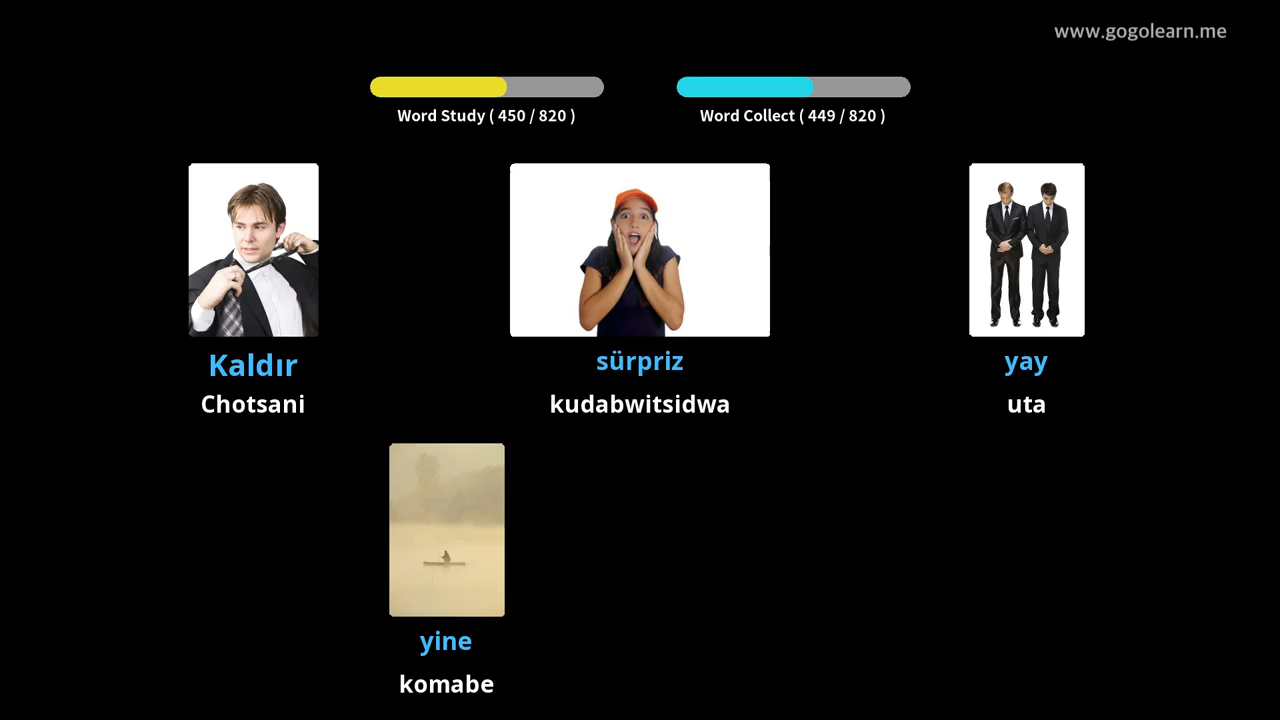 www.gogolearn.me
Word Study ( 450 / 820 )
Word Collect ( 449 / 820 )
Kaldır
Chotsani
sürpriz
kudabwitsidwa
yay
uta
yine
komabe